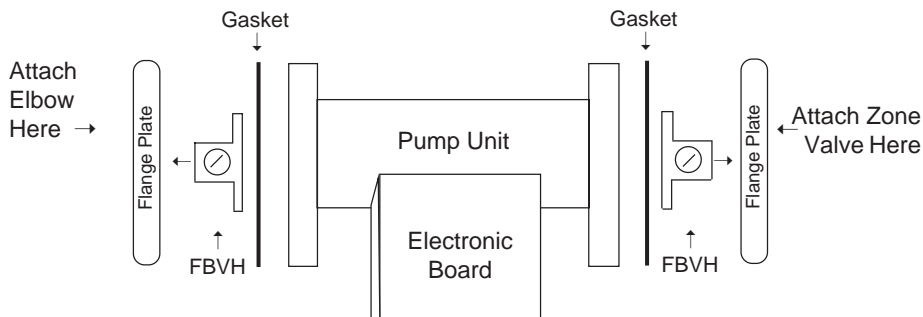 Gasket
Gasket
Attach
Elbow
Here
Flange Plate
FBVH
Pump Unit
Electronic
Board
FBVH
Flange Plate
Attach Zone
Valve Here